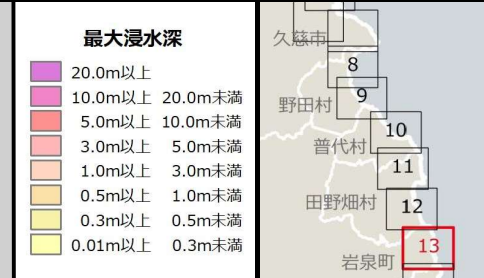 最大浸水深
20.0m以上
10.0m以上 20.0m未満
5.0m以上 10.0m未満
3.0m以上 5.0m未満
1.0m以上 3.0m未満
0.5m以上 1.0m未満
0.3m以上 0.5m未満
0.01m以上 0.3m未満
久慈市
8
9
野田村
10
普代村
11
田野畑村
12
13
岩泉町